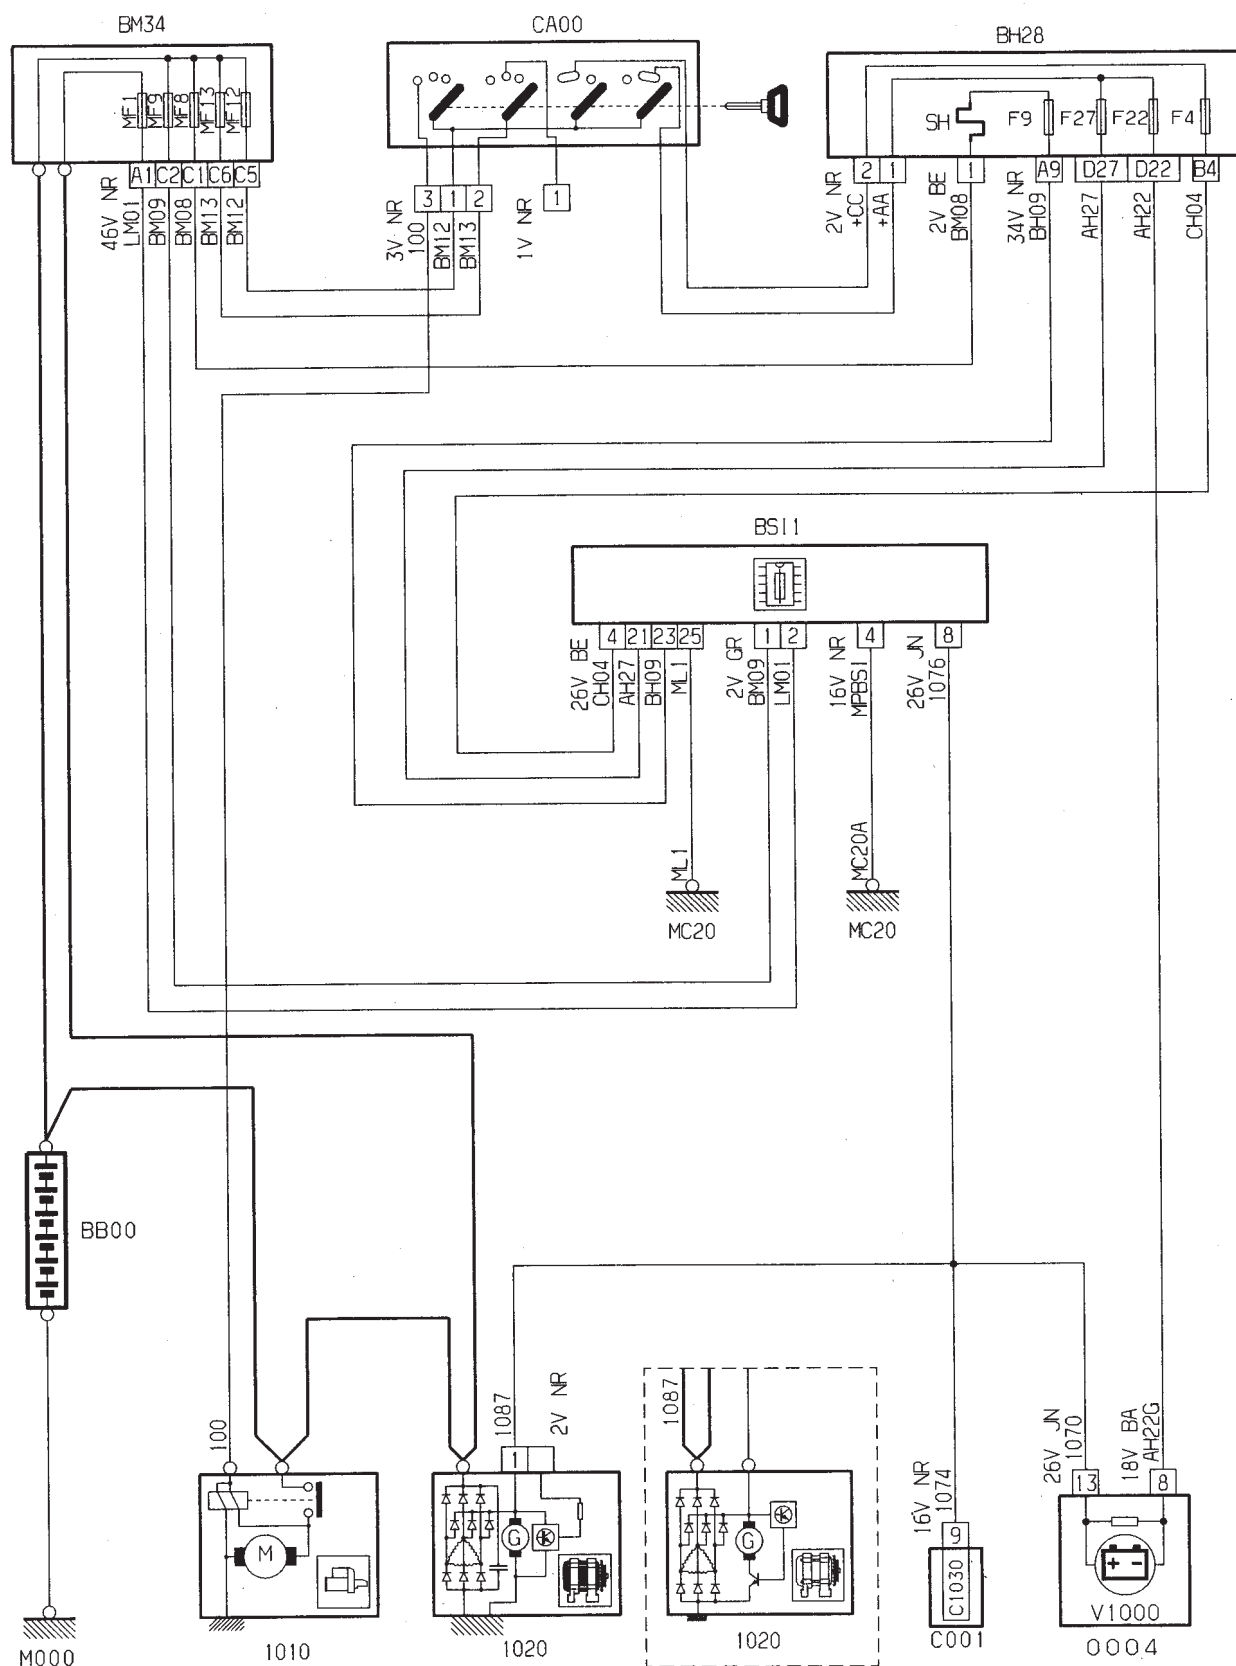 BM34
CA00
BH28
MF1
MF9
MF8
MF13
MF12
SH
F9
F27
F22
F4
A1 C2 C1 C6 C5
3 1 2
1
2 1
1
A9
D27
D22
B4
46V NR
LM01
BM09
BM08
BM13
BM12
3V NR
100
BM12
BM13
1V NR
2V NR
+CC
+AA
2V BE
BM08
34V NR
BH09
AH27
AH22
CH04
BSI1
4 21 23 25
1 2
4
8
26V BE
CH04
AH27
BH09
ML1
2V GR
BM09
LM01
16V NR
MPBSI
26V JN
1076
ML1
MC20A
MC20
MC20
BB00
100
1087
2V NR
1087
16V NR
1074
26V JN
1070
18V BA
AH22G
1
13
8
9
M
G
G
C1030
+ -
V1000
M000
1010
1020
1020
C001
0004